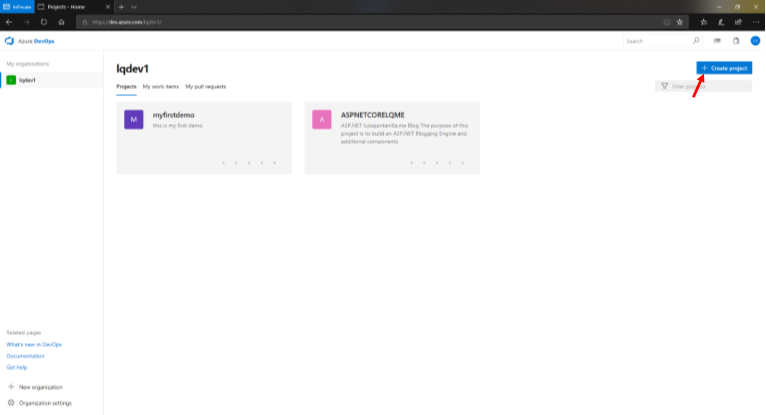 InPrivate
Projects - Home
https://dev.azure.com/lqdev1/
Azure DevOps
Search
My organizations
lqdev1
lqdev1
Create project
Projects
My work items
My pull requests
Filter
M
myfirstdemo
this is my first demo
A
ASPNETCORELQME
ASP.NET luisquintanilla.me Blog The purpose of this
project is to build an ASP.NET Blogging Engine and
additional components
Related pages
What's new in DevOps
Documentation
Get help
New organization
Organization settings